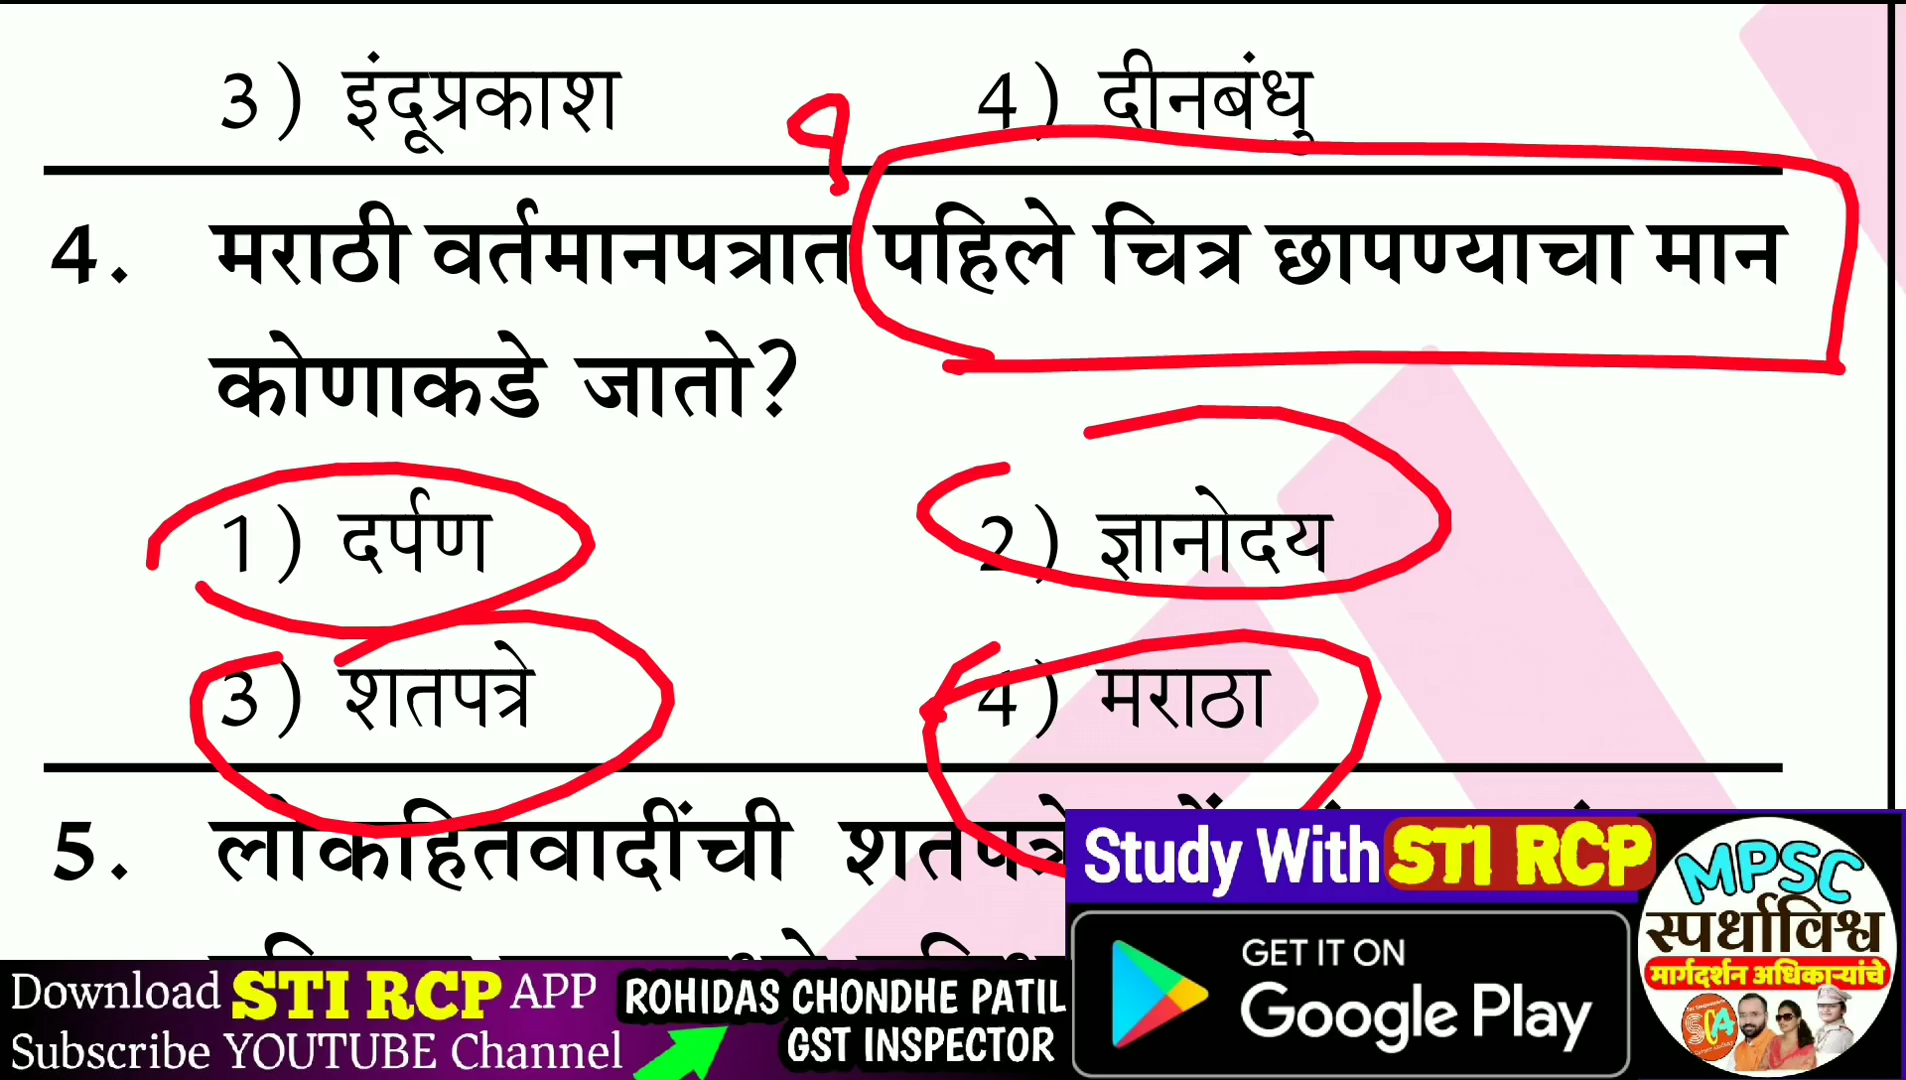 3) इंदूप्रकाश 4) दीनबंधु
१
4. मराठी वर्तमानपत्रात पहिले चित्र छापण्याचा मान
कोणाकडे जातो?
1) दर्पण 2) ज्ञानोदय
3) शतपत्रे 4) मराठा
5. लोकहितवादींची शतपत्रे
Study With STI RCP
GET IT ON
Google Play
MPSC
स्पर्धाविश्व
मार्गदर्शन अधिकाऱ्यांचे
Download STI RCP APP
Subscribe YOUTUBE Channel
ROHIDAS CHONDHE PATIL
GST INSPECTOR